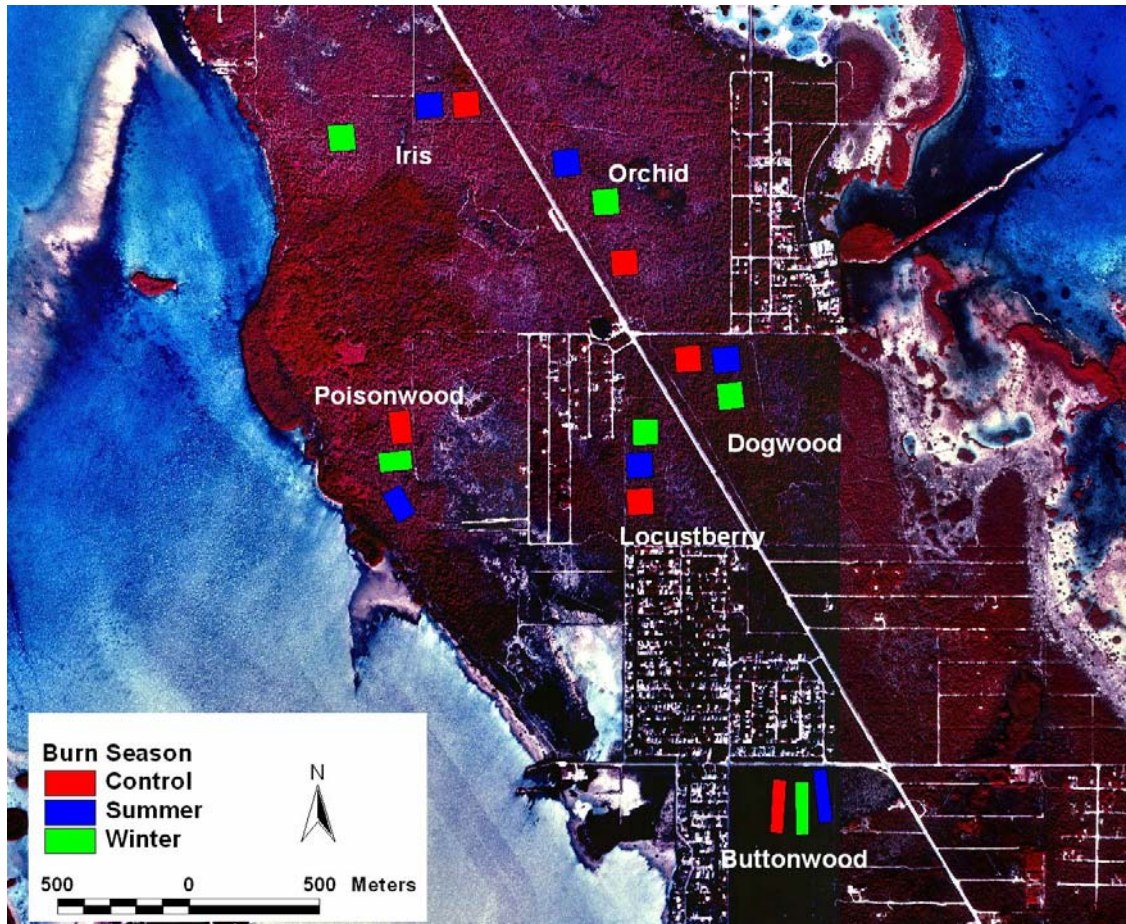 Iris
Orchid
Poisonwood
Dogwood
Locustberry
Buttonwood
Burn Season
Control
Summer
Winter
N
500 0 500 Meters